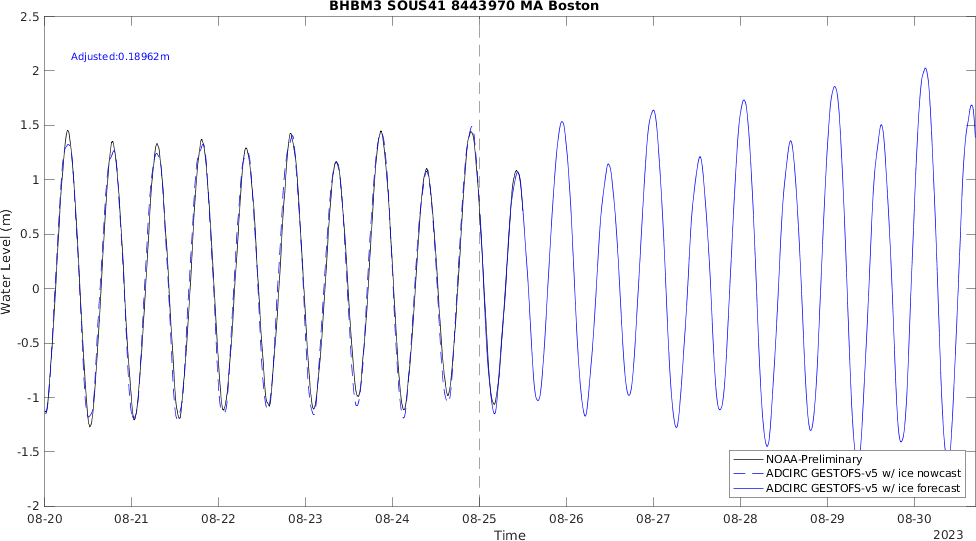 BHBM3 SOUS41 8443970 MA Boston
Adjusted:0.18962m
Water Level (m)
2.5
2
1.5
1
0.5
0
-0.5
-1
-1.5
-2
NOAA-Preliminary
ADCIRC GESTOFS-v5 w/ ice nowcast
ADCIRC GESTOFS-v5 w/ ice forecast
08-20 08-21 08-22 08-23 08-24 08-25 08-26 08-27 08-28 08-29 08-30
Time
2023